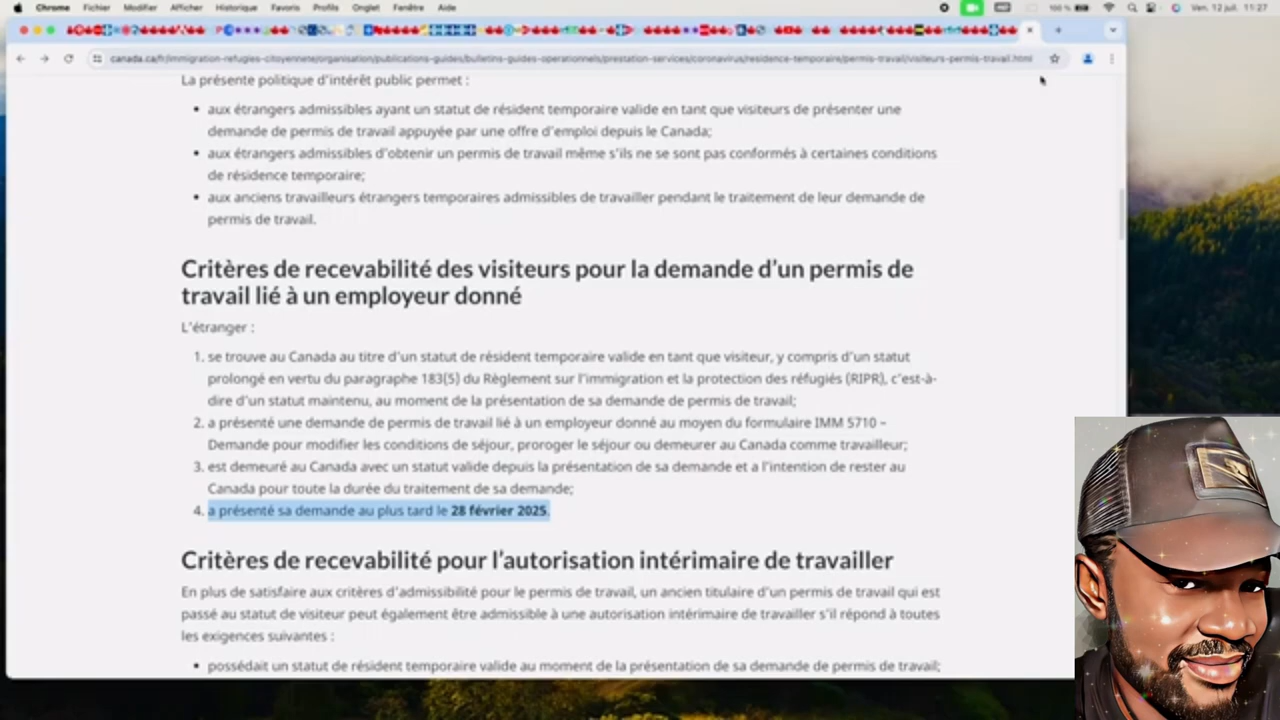 Chrome Fichier Modifier Afficher Historique Favoris Profils Onglet Fenêtre Aide
100 % Ven. 12 juil. 11:27
canada.ca/fr/immigration-refugies-citoyennete/organisation/publications-guides/bulletins-guides-operationnels/prestation-services/coronavirus/residence-temporaire/permis-travail/visiteurs-permis-travail.html
La présente politique d'intérêt public permet :
• aux étrangers admissibles ayant un statut de résident temporaire valide en tant que visiteurs de présenter une
demande de permis de travail appuyée par une offre d'emploi depuis le Canada;
• aux étrangers admissibles d'obtenir un permis de travail même s'ils ne se sont pas conformés à certaines conditions
de résidence temporaire;
• aux anciens travailleurs étrangers temporaires admissibles de travailler pendant le traitement de leur demande de
permis de travail.
Critères de recevabilité des visiteurs pour la demande d'un permis de
travail lié à un employeur donné
L'étranger :
1. se trouve au Canada au titre d'un statut de résident temporaire valide en tant que visiteur, y compris d'un statut
prolongé en vertu du paragraphe 183(5) du Règlement sur l'immigration et la protection des réfugiés (RIPR), c'est-à-
dire d'un statut maintenu, au moment de la présentation de sa demande de permis de travail;
2. a présenté une demande de permis de travail lié à un employeur donné au moyen du formulaire IMM 5710 –
Demande pour modifier les conditions de séjour, proroger le séjour ou demeurer au Canada comme travailleur;
3. est demeuré au Canada avec un statut valide depuis la présentation de sa demande et a l'intention de rester au
Canada pour toute la durée du traitement de sa demande;
4. a présenté sa demande au plus tard le 28 février 2025.
Critères de recevabilité pour l'autorisation intérimaire de travailler
En plus de satisfaire aux critères d'admissibilité pour le permis de travail, un ancien titulaire d'un permis de travail qui est
passé au statut de visiteur peut également être admissible à une autorisation intérimaire de travailler s'il répond à toutes
les exigences suivantes :
• possédait un statut de résident temporaire valide au moment de la présentation de sa demande de permis de travail;